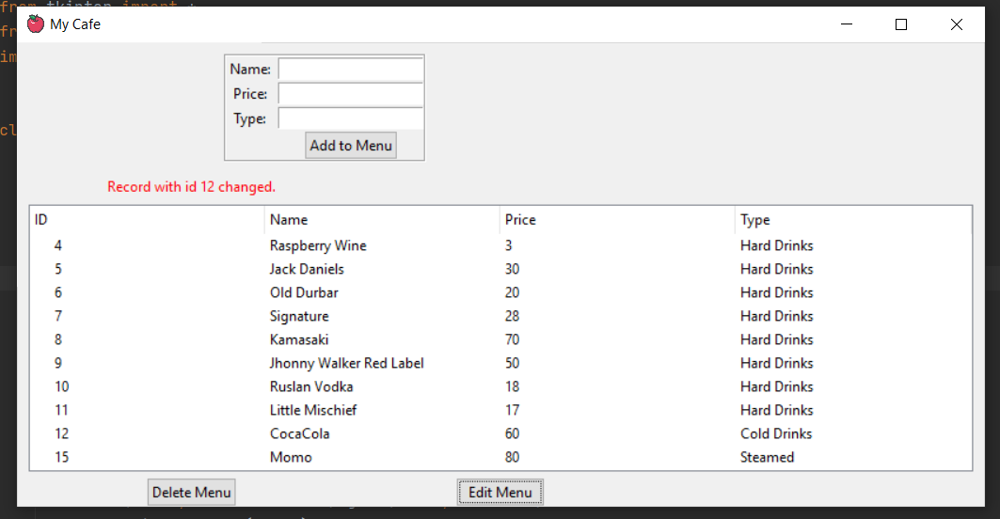 from tkinter import
My Cafe
Name:
Price:
Type:
Add to Menu
Record with id 12 changed.
ID Name Price Type
4 Raspberry Wine 3 Hard Drinks
5 Jack Daniels 30 Hard Drinks
6 Old Durbar 20 Hard Drinks
7 Signature 28 Hard Drinks
8 Kamasaki 70 Hard Drinks
9 Jhonny Walker Red Label 50 Hard Drinks
10 Ruslan Vodka 18 Hard Drinks
11 Little Mischief 17 Hard Drinks
12 CocaCola 60 Cold Drinks
15 Momo 80 Steamed
Delete Menu Edit Menu